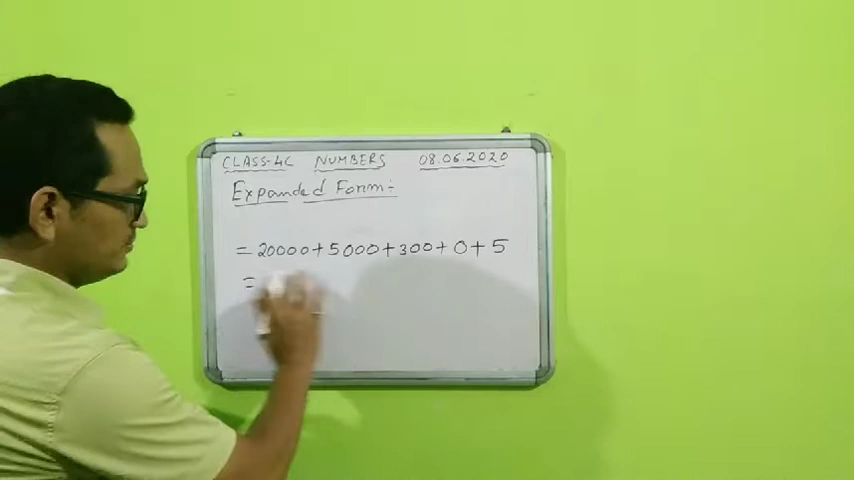 CLASS-4C NUMBERS 08.06.2020
Expanded Form:-
= 20000+5000+300+0+5
=